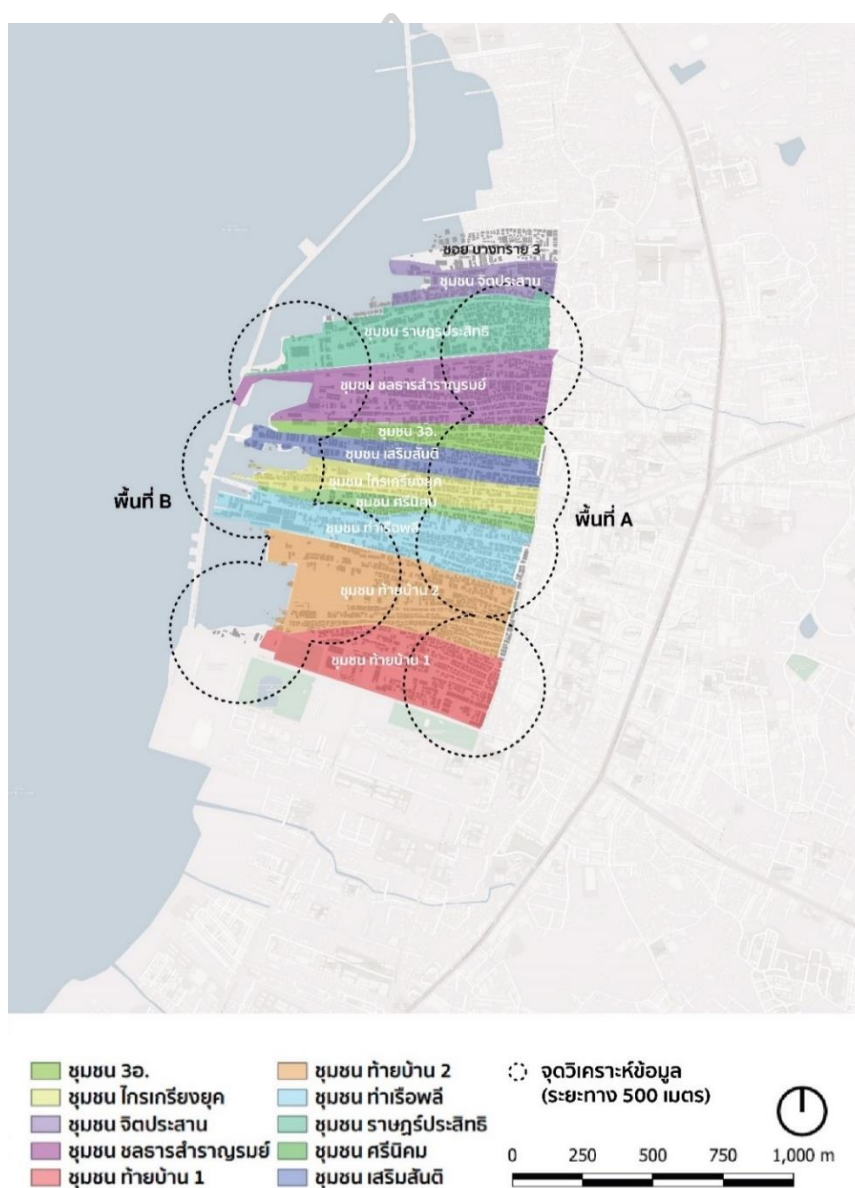 ซอย บางทราย 3
ชุมชน จิตประสาน
ชุมชน ราษฎรประสิทธิ
ชุมชน ชลธารสำราญรมย์
ชุมชน 3อ.
ชุมชน เสริมสันติ
ชุมชน ไกรเกรียงยุค
ชุมชน ศรีนิคม
ชุมชน ท่าเรือพลี
พื้นที่ B
พื้นที่ A
ชุมชน ท้ายบ้าน 2
ชุมชน ท้ายบ้าน 1
ชุมชน 3อ.
ชุมชน ไกรเกรียงยุค
ชุมชน จิตประสาน
ชุมชน ชลธารสำราญรมย์
ชุมชน ท้ายบ้าน 1
ชุมชน ท้ายบ้าน 2
ชุมชน ท่าเรือพลี
ชุมชน ราษฎร์ประสิทธิ
ชุมชน ศรีนิคม
ชุมชน เสริมสันติ
จุดวิเคราะห์ข้อมูล
(ระยะทาง 500 เมตร)
0 250 500 750 1,000 m